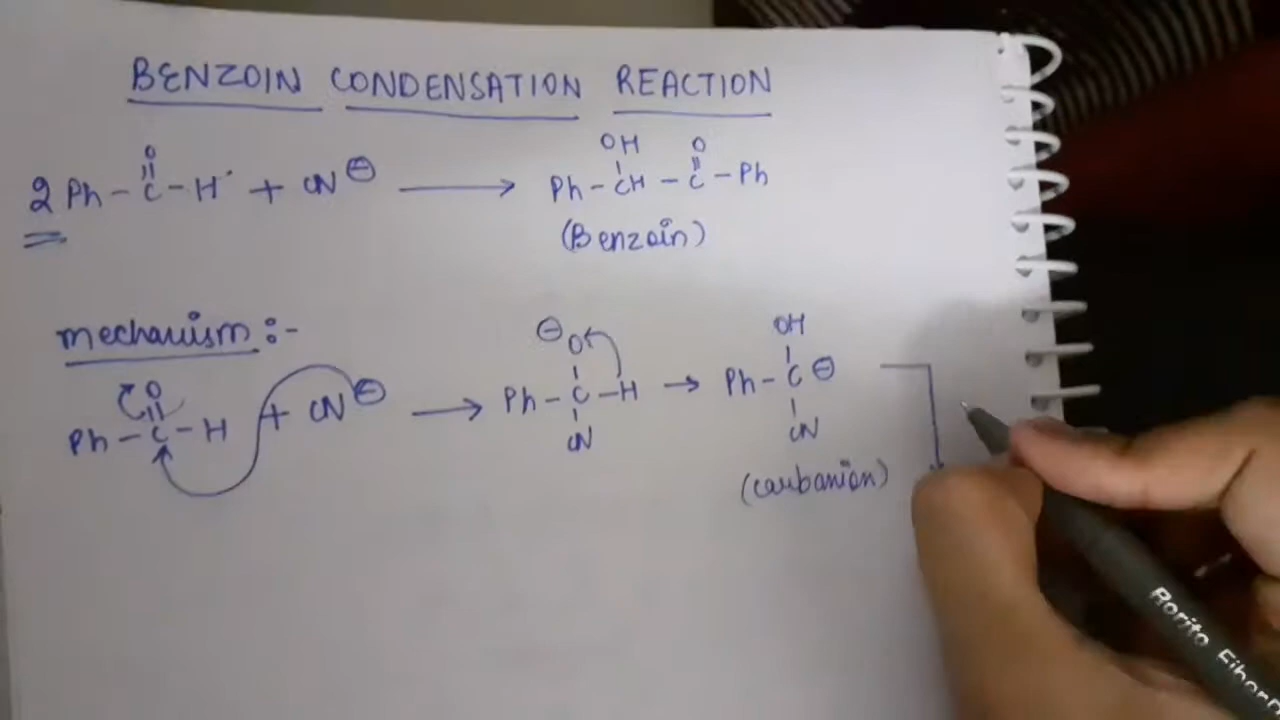 BENZOIN CONDENSATION REACTION
O OH O
2 Ph - C - H + CN ⊖ → Ph - CH - C - Ph
(Benzoin)
mechanism :-
O ⊖ O OH
Ph - C - H + CN ⊖ → Ph - C - H → Ph - C ⊖
CN CN
(carbanion)
Rorito Fiber